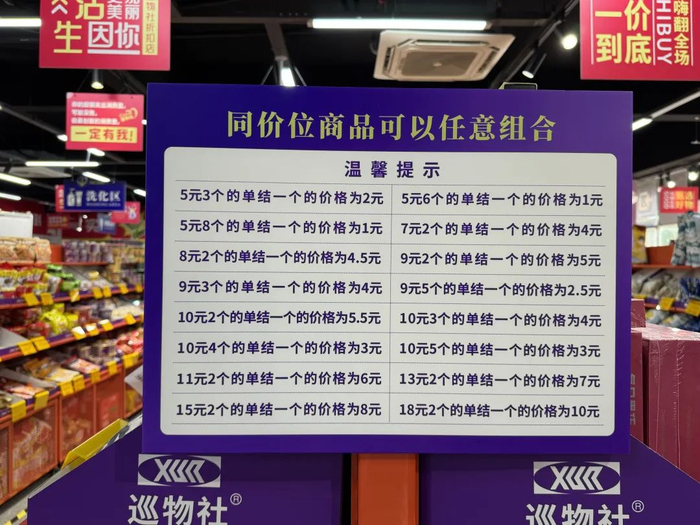 生活因你
一价到底
嗨翻全场
HIBUY
一定有我!
洗化区
同价位商品可以任意组合
温馨提示
5元3个的单结一个的价格为2元
5元6个的单结一个的价格为1元
5元8个的单结一个的价格为1元
7元2个的单结一个的价格为4元
8元2个的单结一个的价格为4.5元
9元2个的单结一个的价格为5元
9元3个的单结一个的价格为4元
9元5个的单结一个的价格为2.5元
10元2个的单结一个的价格为5.5元
10元3个的单结一个的价格为4元
10元4个的单结一个的价格为3元
10元5个的单结一个的价格为3元
11元2个的单结一个的价格为6元
13元2个的单结一个的价格为7元
15元2个的单结一个的价格为8元
18元2个的单结一个的价格为10元
巡物社®
巡物社®